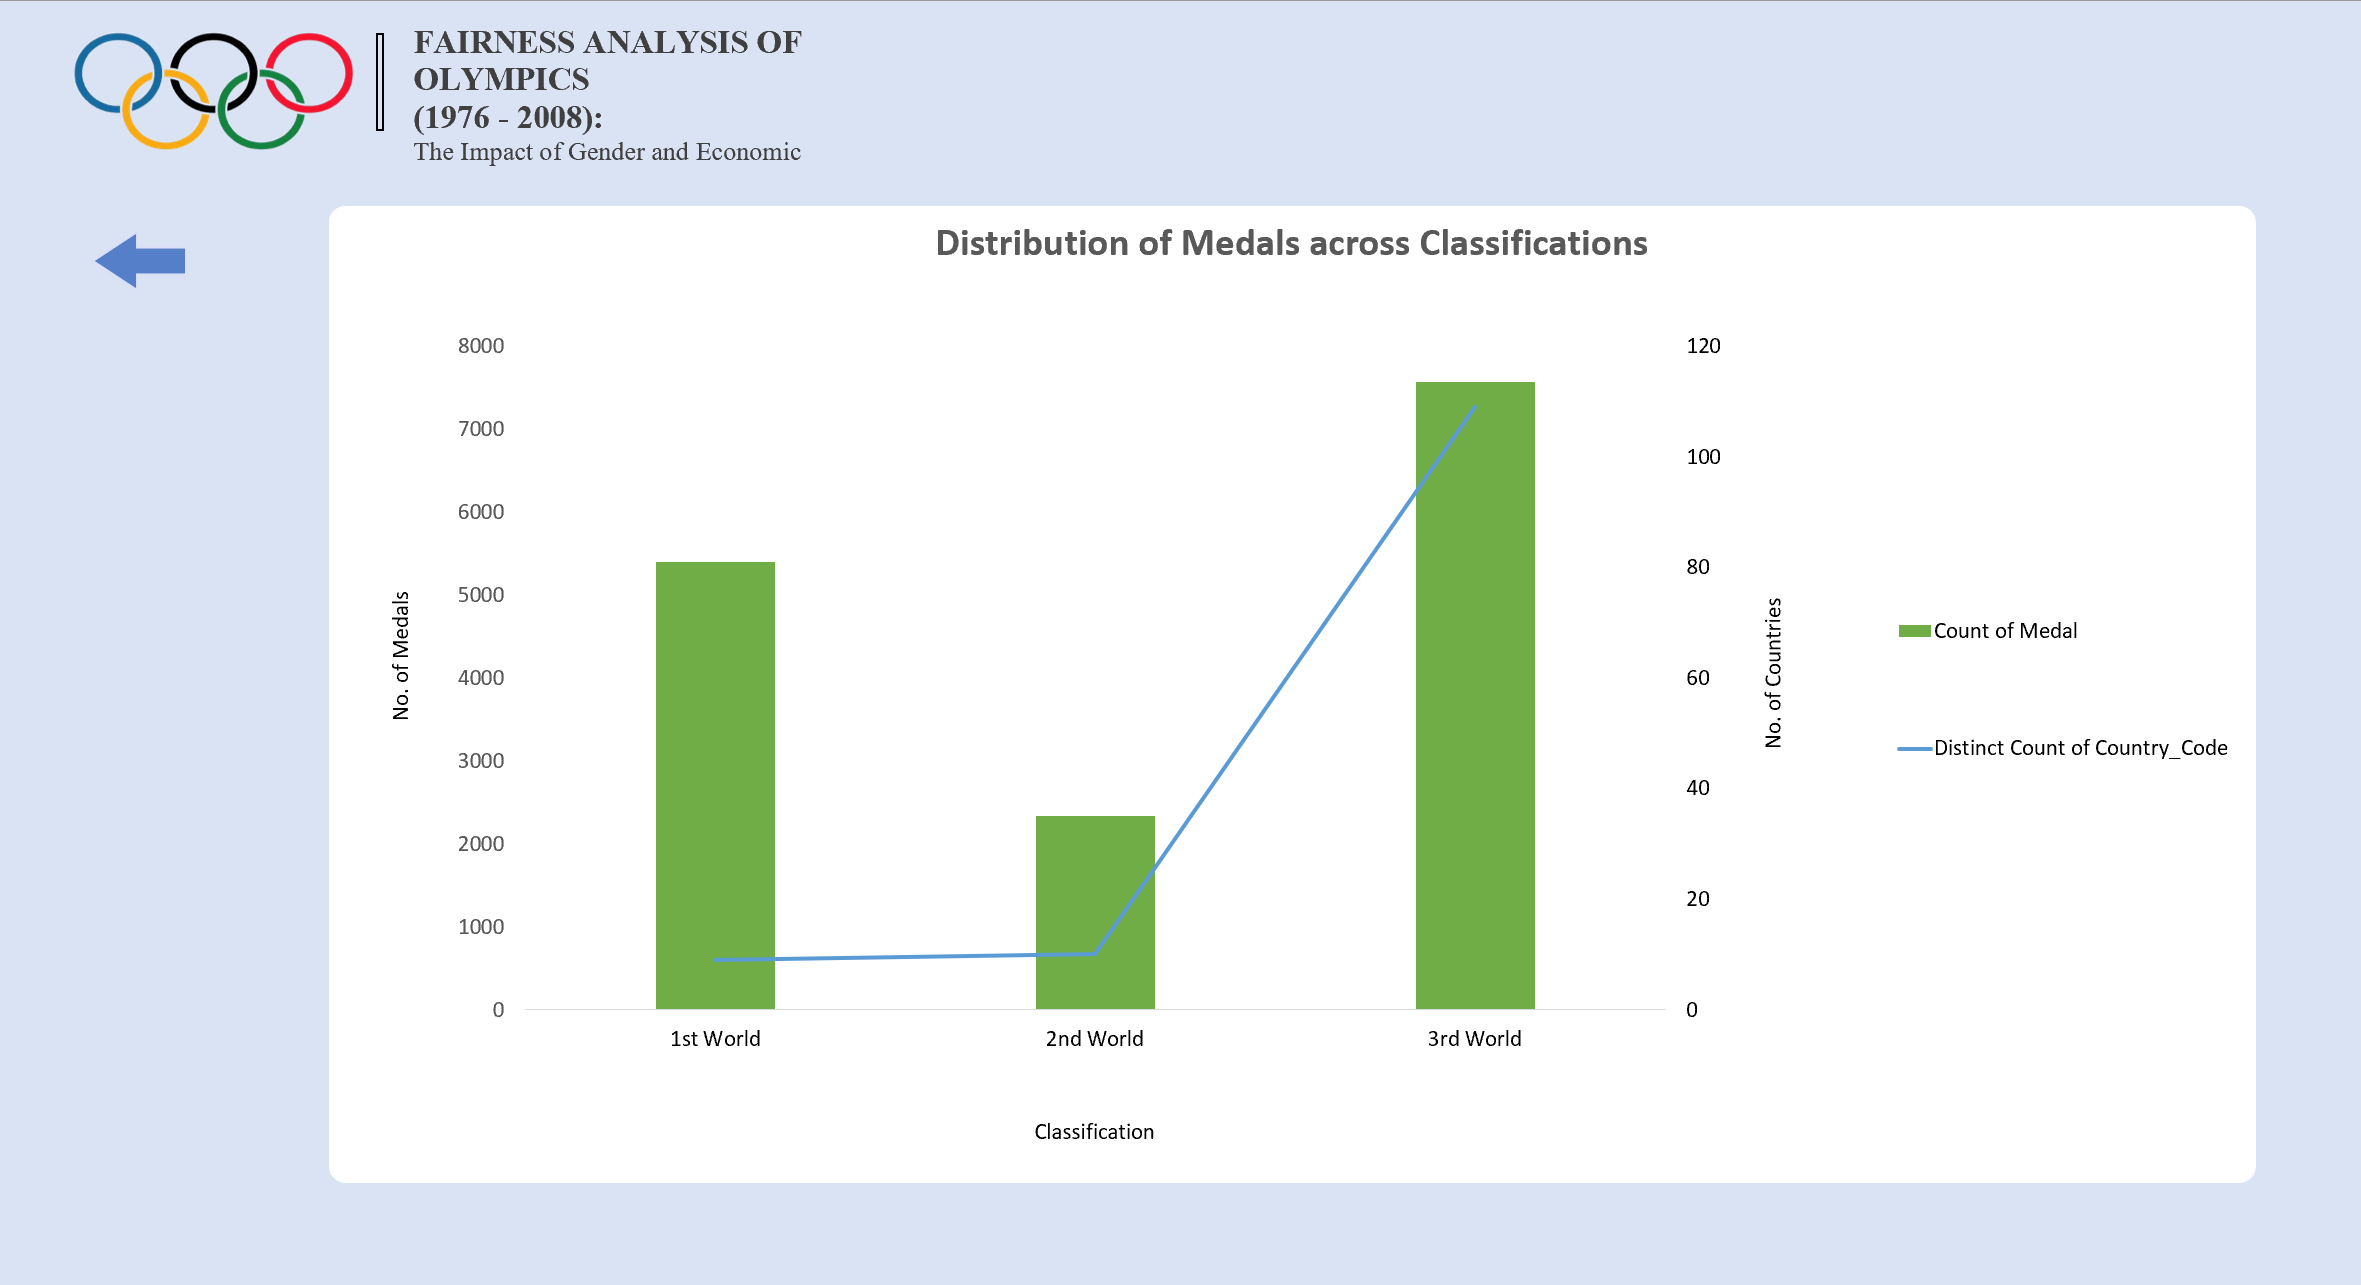 FAIRNESS ANALYSIS OF
OLYMPICS
(1976 - 2008):
The Impact of Gender and Economic
Distribution of Medals across Classifications
8000
7000
6000
5000
4000
3000
2000
1000
0
No. of Medals
120
100
80
60
40
20
0
No. of Countries
1st World
2nd World
3rd World
Classification
Count of Medal
Distinct Count of Country_Code